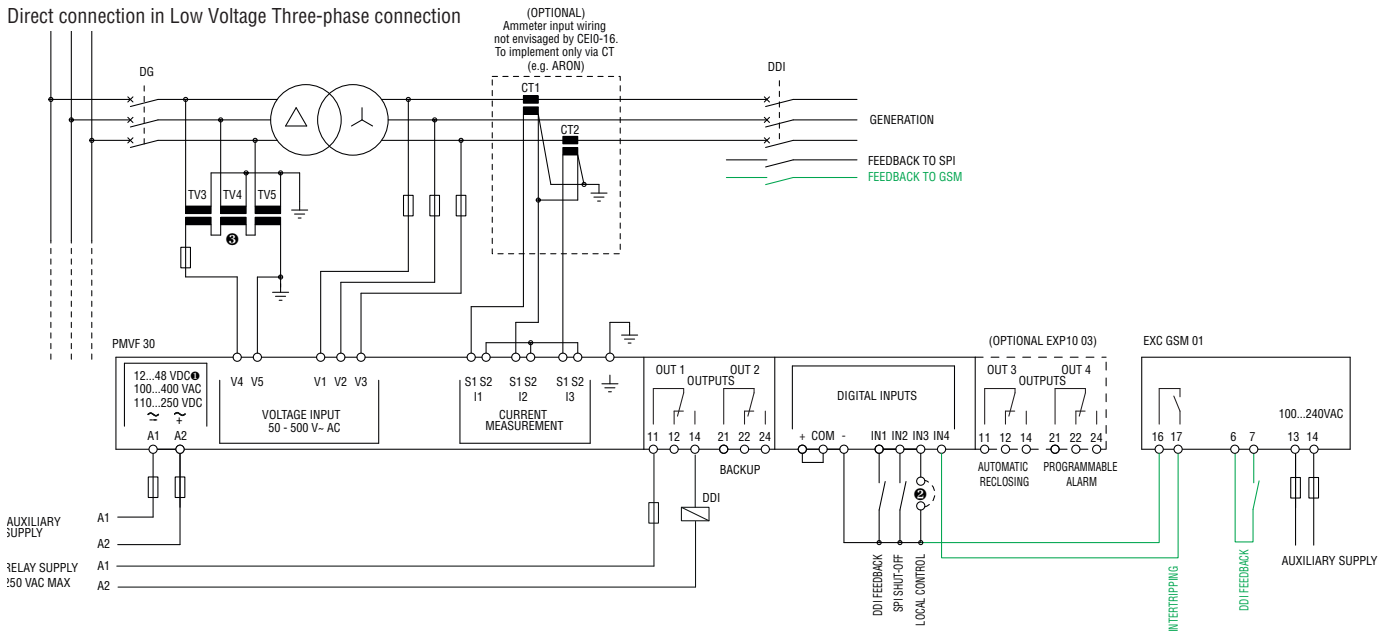 Direct connection in Low Voltage Three-phase connection
(OPTIONAL)
Ammeter input wiring
not envisaged by CEI0-16.
To implement only via CT
(e.g. ARON)
DG
DDI
CT1
CT2
GENERATION
FEEDBACK TO SPI
FEEDBACK TO GSM
TV3 TV4 TV5
❸
PMVF 30
(OPTIONAL EXP10 03)
EXC GSM 01
12...48 VDC❶
100...400 VAC
110...250 VDC
A1 A2
V4 V5 V1 V2 V3
VOLTAGE INPUT
50 - 500 V~ AC
S1 S2 S1 S2 S1 S2
I1 I2 I3
CURRENT
MEASUREMENT
OUT 1 OUT 2
OUTPUTS
11 12 14 21 22 24
BACKUP
DIGITAL INPUTS
+ COM - IN1 IN2 IN3 IN4
OUT 3 OUT 4
OUTPUTS
11 12 14 21 22 24
AUTOMATIC
RECLOSING
PROGRAMMABLE
ALARM
100...240VAC
16 17 6 7 13 14
❷
DDI
AUXILIARY
SUPPLY
A1
A2
RELAY SUPPLY
250 VAC MAX
A1
A2
DDI FEEDBACK
SPI SHUT-OFF
LOCAL CONTROL
INTERTRIPPING
DDI FEEDBACK
AUXILIARY SUPPLY